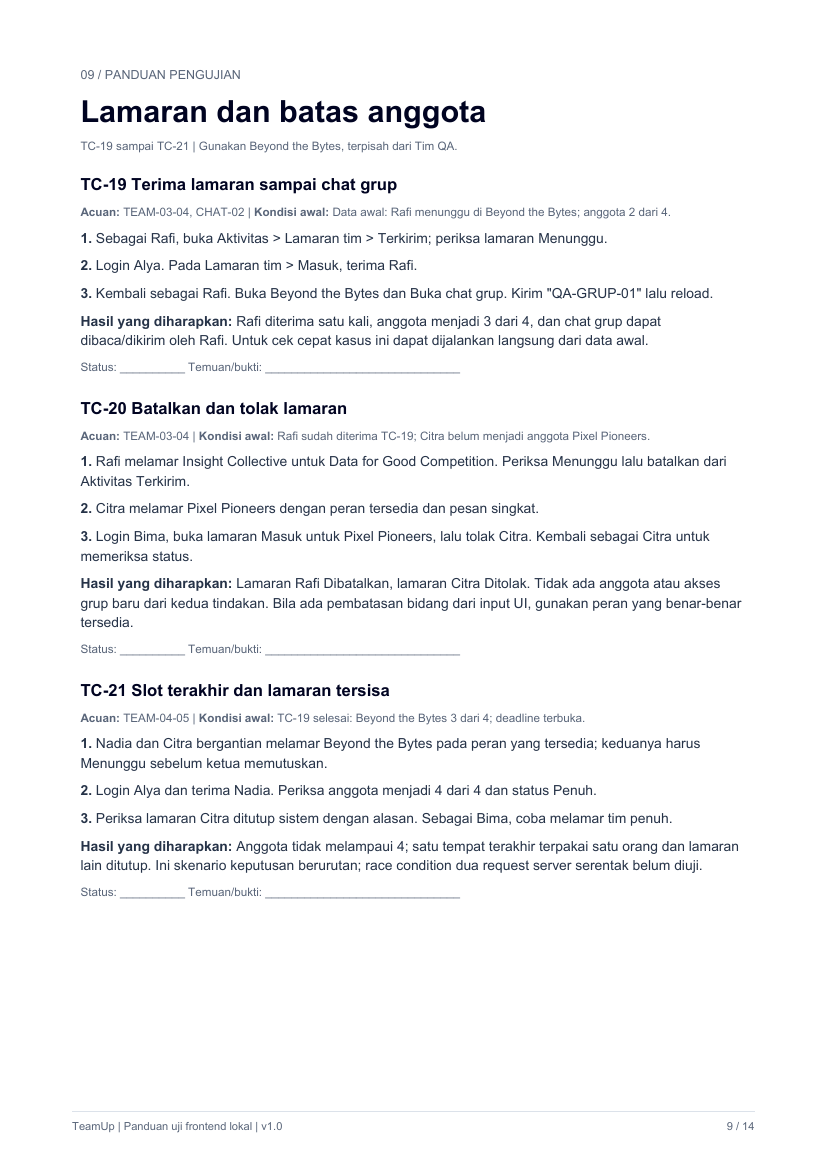 09 / PANDUAN PENGUJIAN
Lamaran dan batas anggota
TC-19 sampai TC-21 | Gunakan Beyond the Bytes, terpisah dari Tim QA.
TC-19 Terima lamaran sampai chat grup
Acuan: TEAM-03-04, CHAT-02 | Kondisi awal: Data awal: Rafi menunggu di Beyond the Bytes; anggota 2 dari 4.
1. Sebagai Rafi, buka Aktivitas > Lamaran tim > Terkirim; periksa lamaran Menunggu.
2. Login Alya. Pada Lamaran tim > Masuk, terima Rafi.
3. Kembali sebagai Rafi. Buka Beyond the Bytes dan Buka chat grup. Kirim "QA-GRUP-01" lalu reload.
Hasil yang diharapkan: Rafi diterima satu kali, anggota menjadi 3 dari 4, dan chat grup dapat
dibaca/dikirim oleh Rafi. Untuk cek cepat kasus ini dapat dijalankan langsung dari data awal.
Status: __________ Temuan/bukti: ______________________________
TC-20 Batalkan dan tolak lamaran
Acuan: TEAM-03-04 | Kondisi awal: Rafi sudah diterima TC-19; Citra belum menjadi anggota Pixel Pioneers.
1. Rafi melamar Insight Collective untuk Data for Good Competition. Periksa Menunggu lalu batalkan dari
Aktivitas Terkirim.
2. Citra melamar Pixel Pioneers dengan peran tersedia dan pesan singkat.
3. Login Bima, buka lamaran Masuk untuk Pixel Pioneers, lalu tolak Citra. Kembali sebagai Citra untuk
memeriksa status.
Hasil yang diharapkan: Lamaran Rafi Dibatalkan, lamaran Citra Ditolak. Tidak ada anggota atau akses
grup baru dari kedua tindakan. Bila ada pembatasan bidang dari input UI, gunakan peran yang benar-benar
tersedia.
Status: __________ Temuan/bukti: ______________________________
TC-21 Slot terakhir dan lamaran tersisa
Acuan: TEAM-04-05 | Kondisi awal: TC-19 selesai: Beyond the Bytes 3 dari 4; deadline terbuka.
1. Nadia dan Citra bergantian melamar Beyond the Bytes pada peran yang tersedia; keduanya harus
Menunggu sebelum ketua memutuskan.
2. Login Alya dan terima Nadia. Periksa anggota menjadi 4 dari 4 dan status Penuh.
3. Periksa lamaran Citra ditutup sistem dengan alasan. Sebagai Bima, coba melamar tim penuh.
Hasil yang diharapkan: Anggota tidak melampaui 4; satu tempat terakhir terpakai satu orang dan lamaran
lain ditutup. Ini skenario keputusan berurutan; race condition dua request server serentak belum diuji.
Status: __________ Temuan/bukti: ______________________________
TeamUp | Panduan uji frontend lokal | v1.0
9 / 14